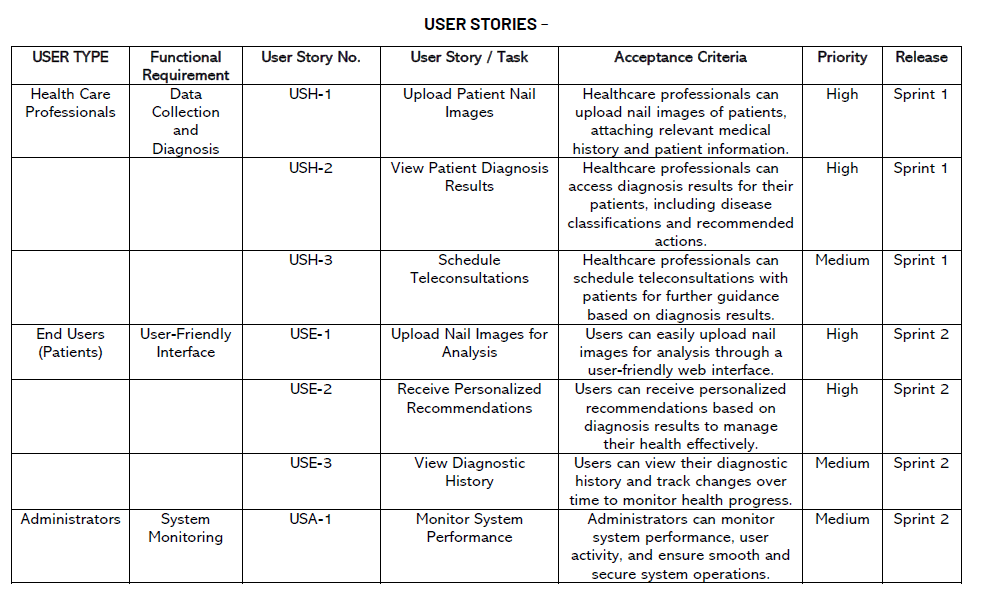 USER STORIES –
USER TYPE
Functional
Requirement
User Story No.
User Story / Task
Acceptance Criteria
Priority
Release
Health Care
Professionals
Data
Collection
and
Diagnosis
USH-1
Upload Patient Nail
Images
Healthcare professionals can
upload nail images of patients,
attaching relevant medical
history and patient information.
High
Sprint 1
USH-2
View Patient Diagnosis
Results
Healthcare professionals can
access diagnosis results for their
patients, including disease
classifications and recommended
actions.
High
Sprint 1
USH-3
Schedule
Teleconsultations
Healthcare professionals can
schedule teleconsultations with
patients for further guidance
based on diagnosis results.
Medium
Sprint 1
End Users
(Patients)
User-Friendly
Interface
USE-1
Upload Nail Images for
Analysis
Users can easily upload nail
images for analysis through a
user-friendly web interface.
High
Sprint 2
USE-2
Receive Personalized
Recommendations
Users can receive personalized
recommendations based on
diagnosis results to manage
their health effectively.
High
Sprint 2
USE-3
View Diagnostic
History
Users can view their diagnostic
history and track changes over
time to monitor health progress.
Medium
Sprint 2
Administrators
System
Monitoring
USA-1
Monitor System
Performance
Administrators can monitor
system performance, user
activity, and ensure smooth and
secure system operations.
Medium
Sprint 2